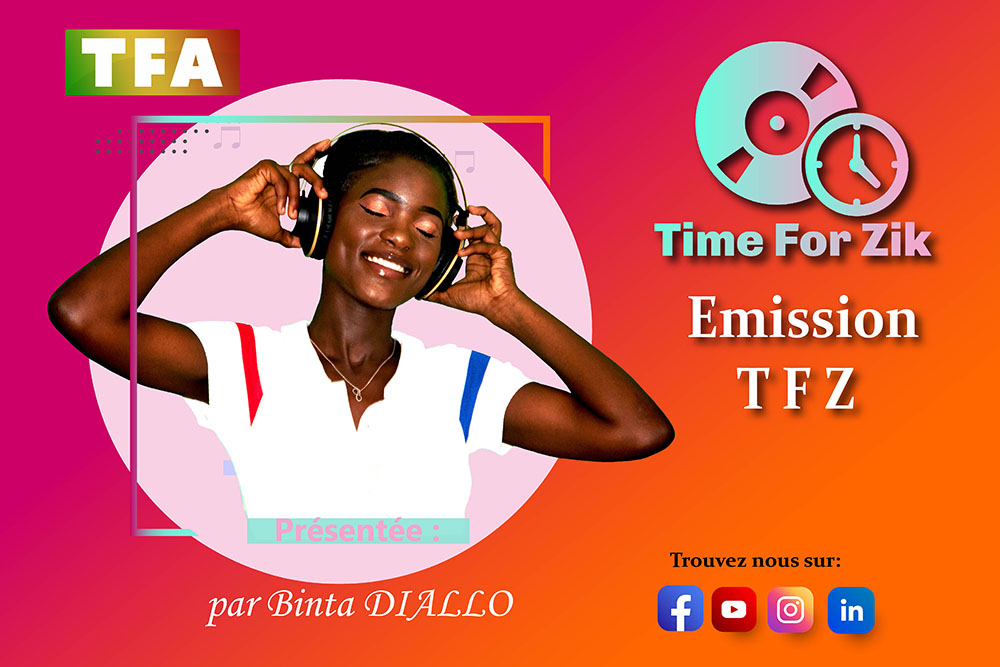 TFA
Time For Zik
Emission
T F Z
Présentée :
par Binta DIALLO
Trouvez nous sur:
f
in